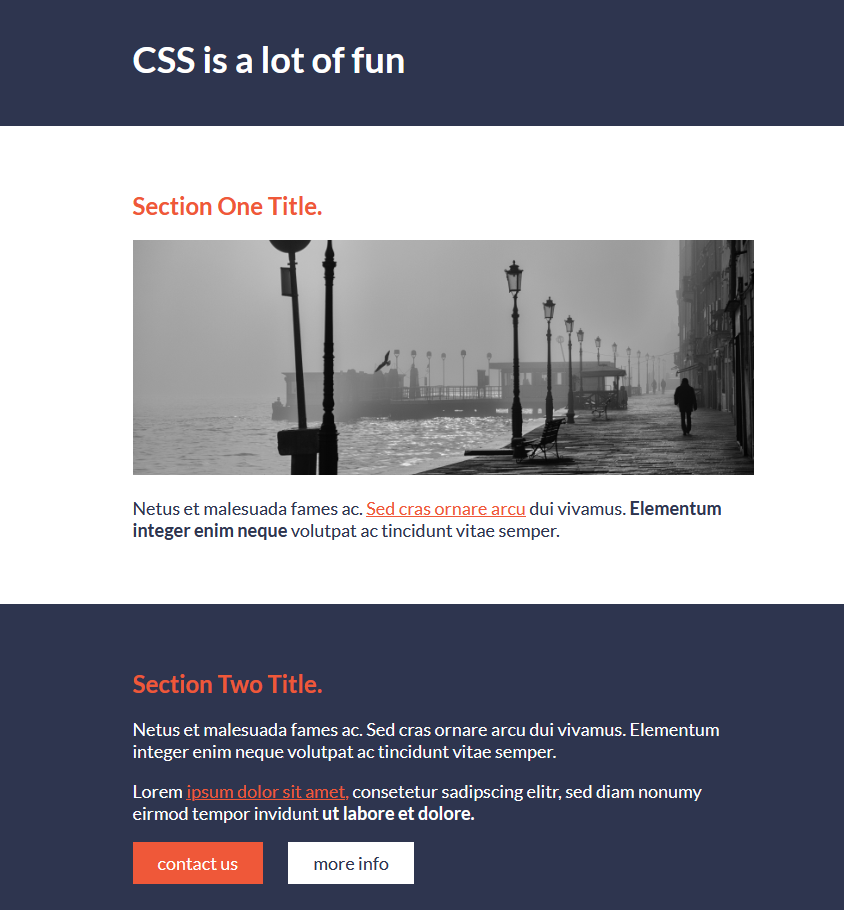 CSS is a lot of fun
Section One Title.
Netus et malesuada fames ac. Sed cras ornare arcu dui vivamus. Elementum
integer enim neque volutpat ac tincidunt vitae semper.
Section Two Title.
Netus et malesuada fames ac. Sed cras ornare arcu dui vivamus. Elementum
integer enim neque volutpat ac tincidunt vitae semper.
Lorem ipsum dolor sit amet, consetetur sadipscing elitr, sed diam nonumy
eirmod tempor invidunt ut labore et dolore.
contact us
more info